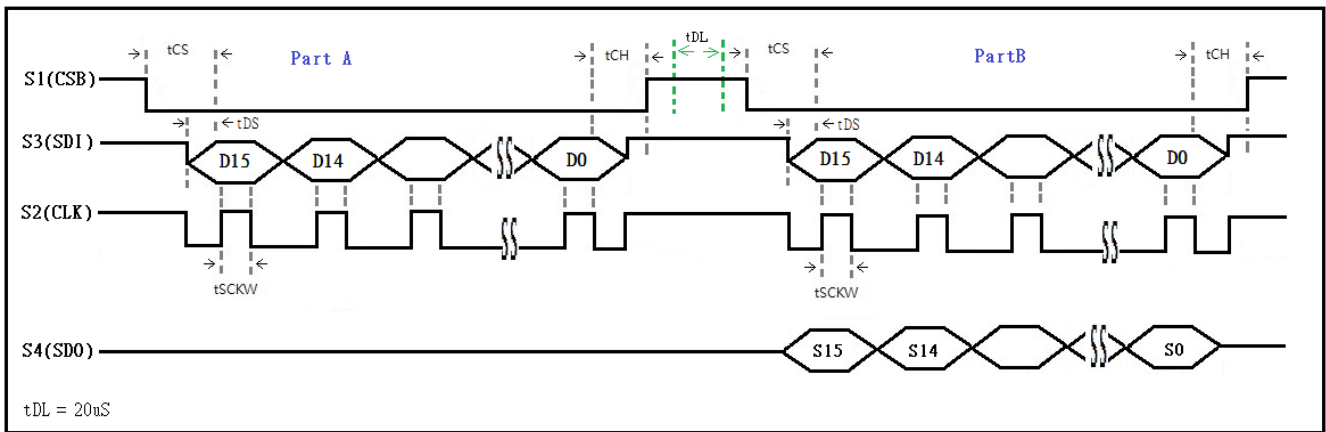 tCS Part A tCH tDL tCS PartB tCH
S1(CSB)
tDS tDS
S3(SDI) D15 D14 D0 D15 D14 D0
S2(CLK)
tSCKW tSCKW
S4(SDO) S15 S14 S0
tDL = 20uS